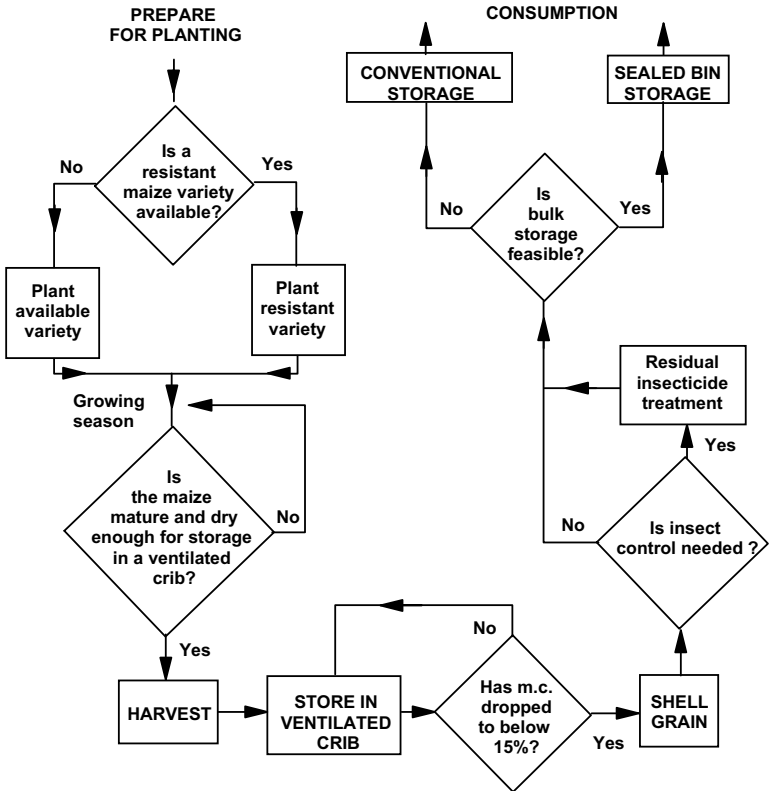 PREPARE
FOR PLANTING
Is a
resistant
maize variety
available?
No
Yes
Plant
available
variety
Plant
resistant
variety
Growing
season
Is
the maize
mature and dry
enough for storage
in a ventilated
crib?
No
Yes
HARVEST
STORE IN
VENTILATED
CRIB
Has m.c.
dropped
to below
15%?
No
Yes
SHELL
GRAIN
Is insect
control needed ?
No
Yes
Residual
insecticide
treatment
Is
bulk
storage
feasible?
No
Yes
CONVENTIONAL
STORAGE
SEALED BIN
STORAGE
CONSUMPTION